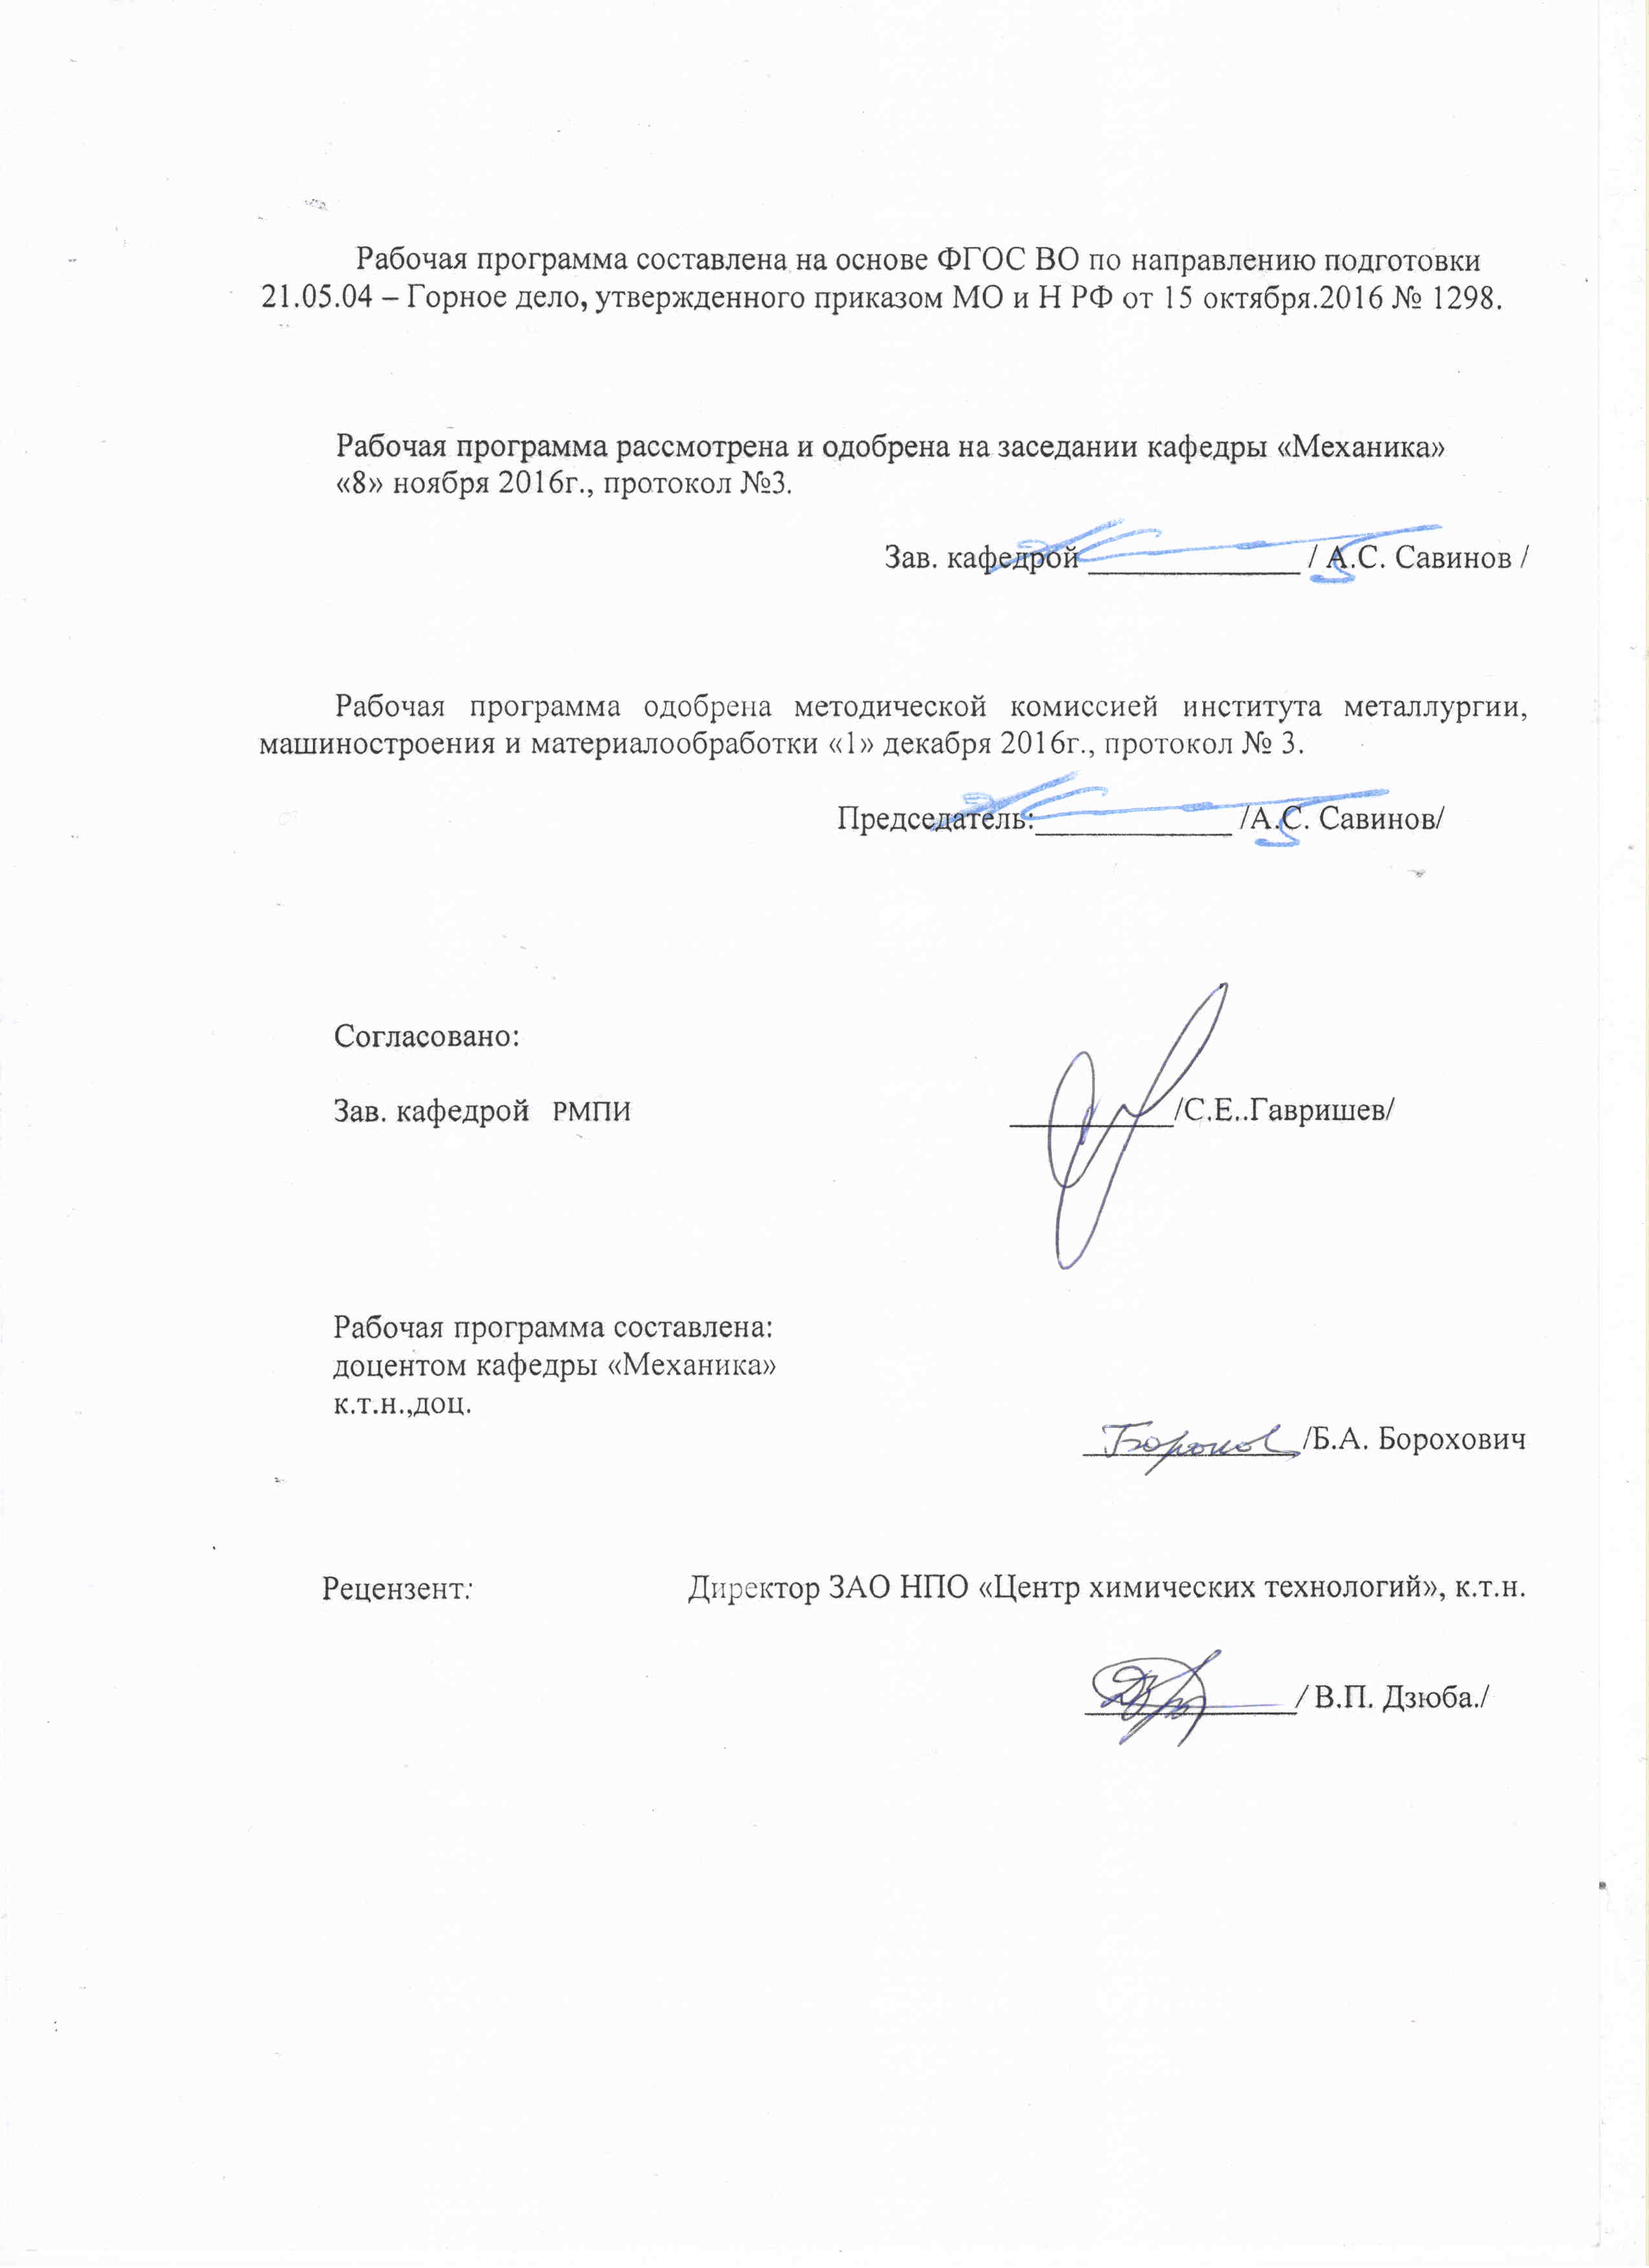 Рабочая программа составлена на основе ФГОС ВО по направлению подготовки
21.05.04 – Горное дело, утвержденного приказом МО и Н РФ от 15 октября.2016 № 1298.
Рабочая программа рассмотрена и одобрена на заседании кафедры «Механика»
«8» ноября 2016г., протокол №3.
Зав. кафедрой _______________ / А.С. Савинов /
Рабочая программа одобрена методической комиссией института металлургии,
машиностроения и материалообработки «1» декабря 2016г., протокол № 3.
Председатель:______________ /А.С. Савинов/
Согласовано:
Зав. кафедрой РМПИ ____________/С.Е..Гавришев/
Рабочая программа составлена:
доцентом кафедры «Механика»
к.т.н.,доц.
_______________/Б.А. Борохович
Рецензент: Директор ЗАО НПО «Центр химических технологий», к.т.н.
_______________/ В.П. Дзюба./